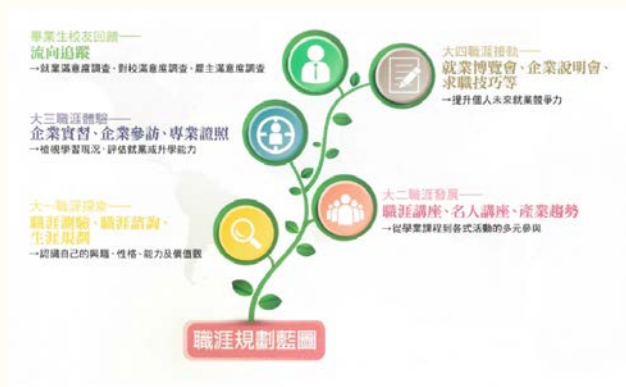 畢業生校友回饋——
流向追蹤
→就業滿意度調查、對校滿意度調查、雇主滿意度調查
大四職涯接軌——
就業博覽會、企業說明會、
求職技巧等
→提升個人未來就業競爭力
大三職涯體驗——
企業實習、企業參訪、專業證照
→檢視學習現況、評估就業或升學能力
大二職涯發展——
職涯講座、名人講座、產業趨勢
→從學業課程到各式活動的多元參與
大一職涯探索——
職涯測驗、職涯諮詢、
生涯規劃
→認識自己的興趣、性格、能力及價值觀
職涯規劃藍圖